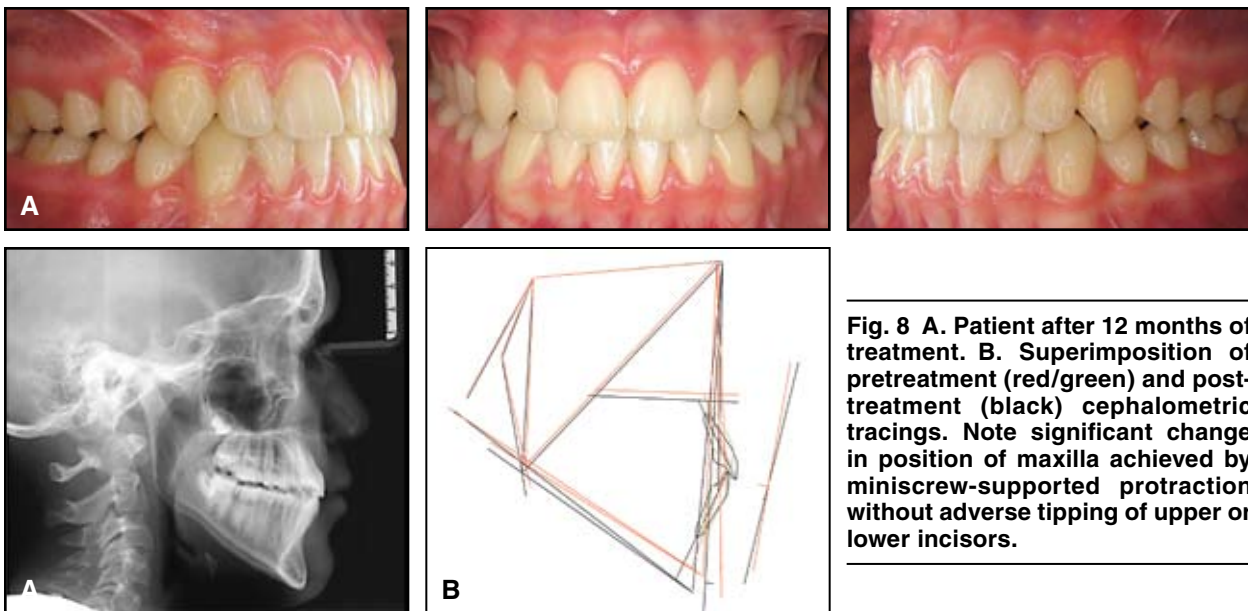 A
A
B
Fig. 8 A. Patient after 12 months of
treatment. B. Superimposition of
pretreatment (red/green) and post-
treatment (black) cephalometric
tracings. Note significant change
in position of maxilla achieved by
miniscrew-supported protraction
without adverse tipping of upper or
lower incisors.